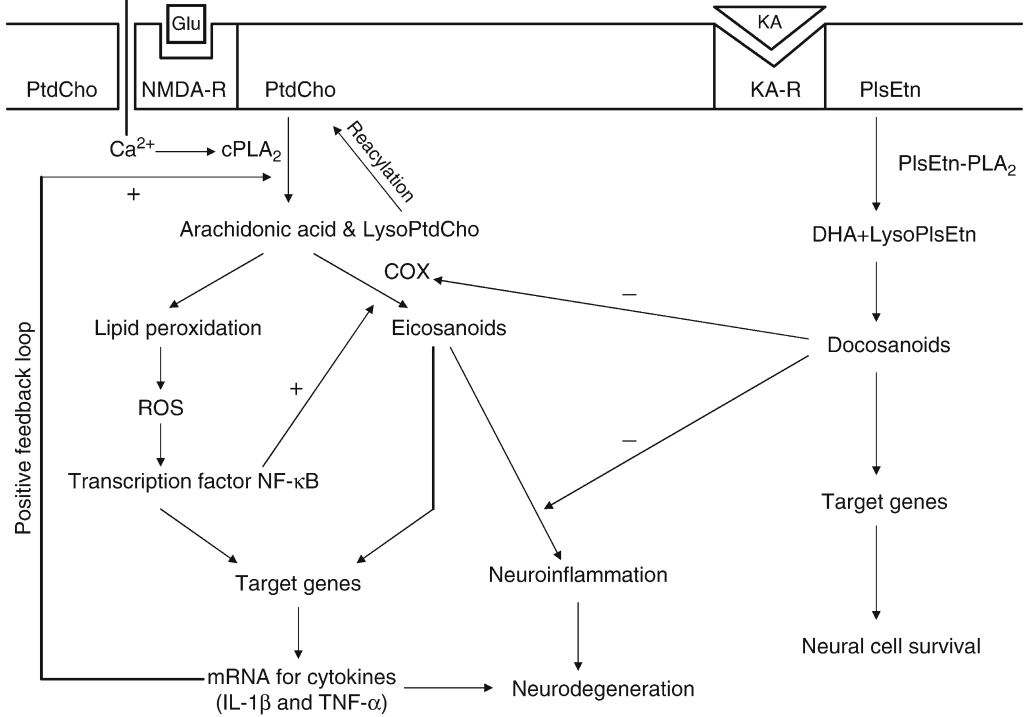 Glu
KA
PtdCho
NMDA-R
PtdCho
KA-R
PlsEtn
Ca2+
cPLA2
Reacylation
PlsEtn-PLA2
+
Arachidonic acid & LysoPtdCho
DHA+LysoPlsEtn
COX
–
Lipid peroxidation
Eicosanoids
Docosanoids
Positive feedback loop
+
ROS
–
Transcription factor NF-κB
Target genes
Target genes
Neuroinflammation
Neural cell survival
mRNA for cytokines
(IL-1β and TNF-α)
Neurodegeneration